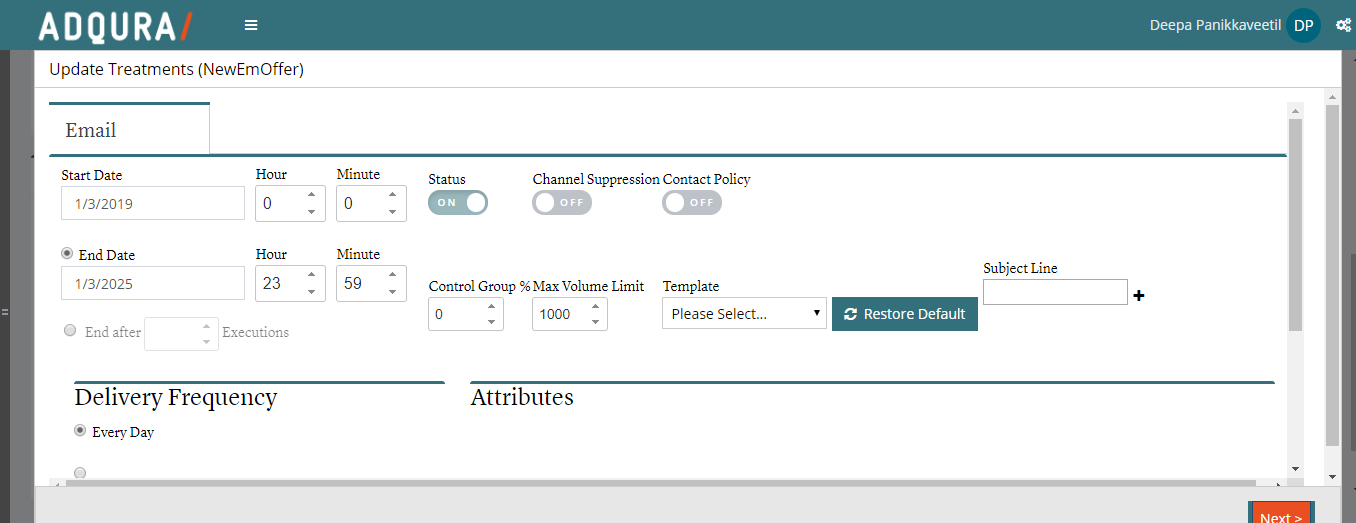 ADQURA/
Deepa Panikkaveetil DP
Update Treatments (NewEmOffer)
Email
Start Date Hour Minute Status Channel Suppression Contact Policy
1/3/2019 0 0 ON OFF OFF
End Date Hour Minute
1/3/2025 23 59
Control Group % Max Volume Limit Template Subject Line
0 1000 Please Select... Restore Default
End after Executions
Delivery Frequency Attributes
Every Day
Next >